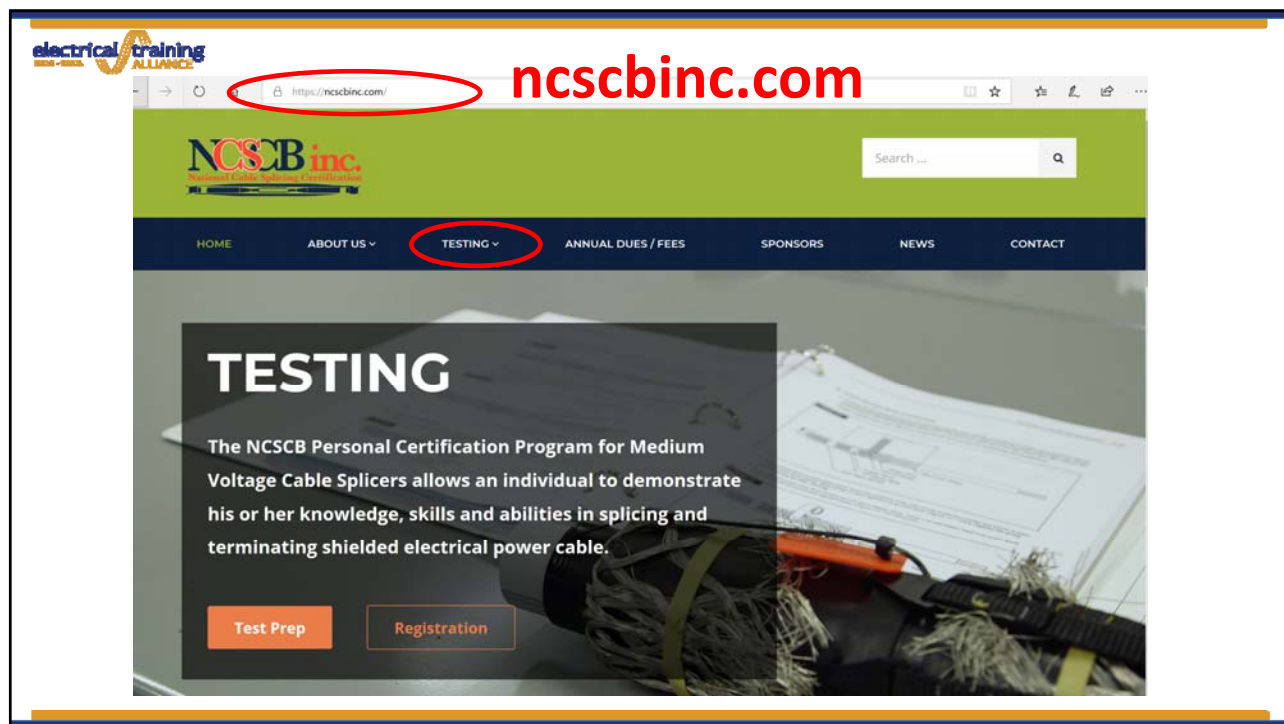 electrical training
ALLIANCE
ncscbinc.com
https://ncscbinc.com/
NCSCB inc.
National Cable Splicing Certification
Search ...
HOME ABOUT US TESTING ANNUAL DUES / FEES SPONSORS NEWS CONTACT
TESTING
The NCSCB Personal Certification Program for Medium
Voltage Cable Splicers allows an individual to demonstrate
his or her knowledge, skills and abilities in splicing and
terminating shielded electrical power cable.
Test Prep Registration